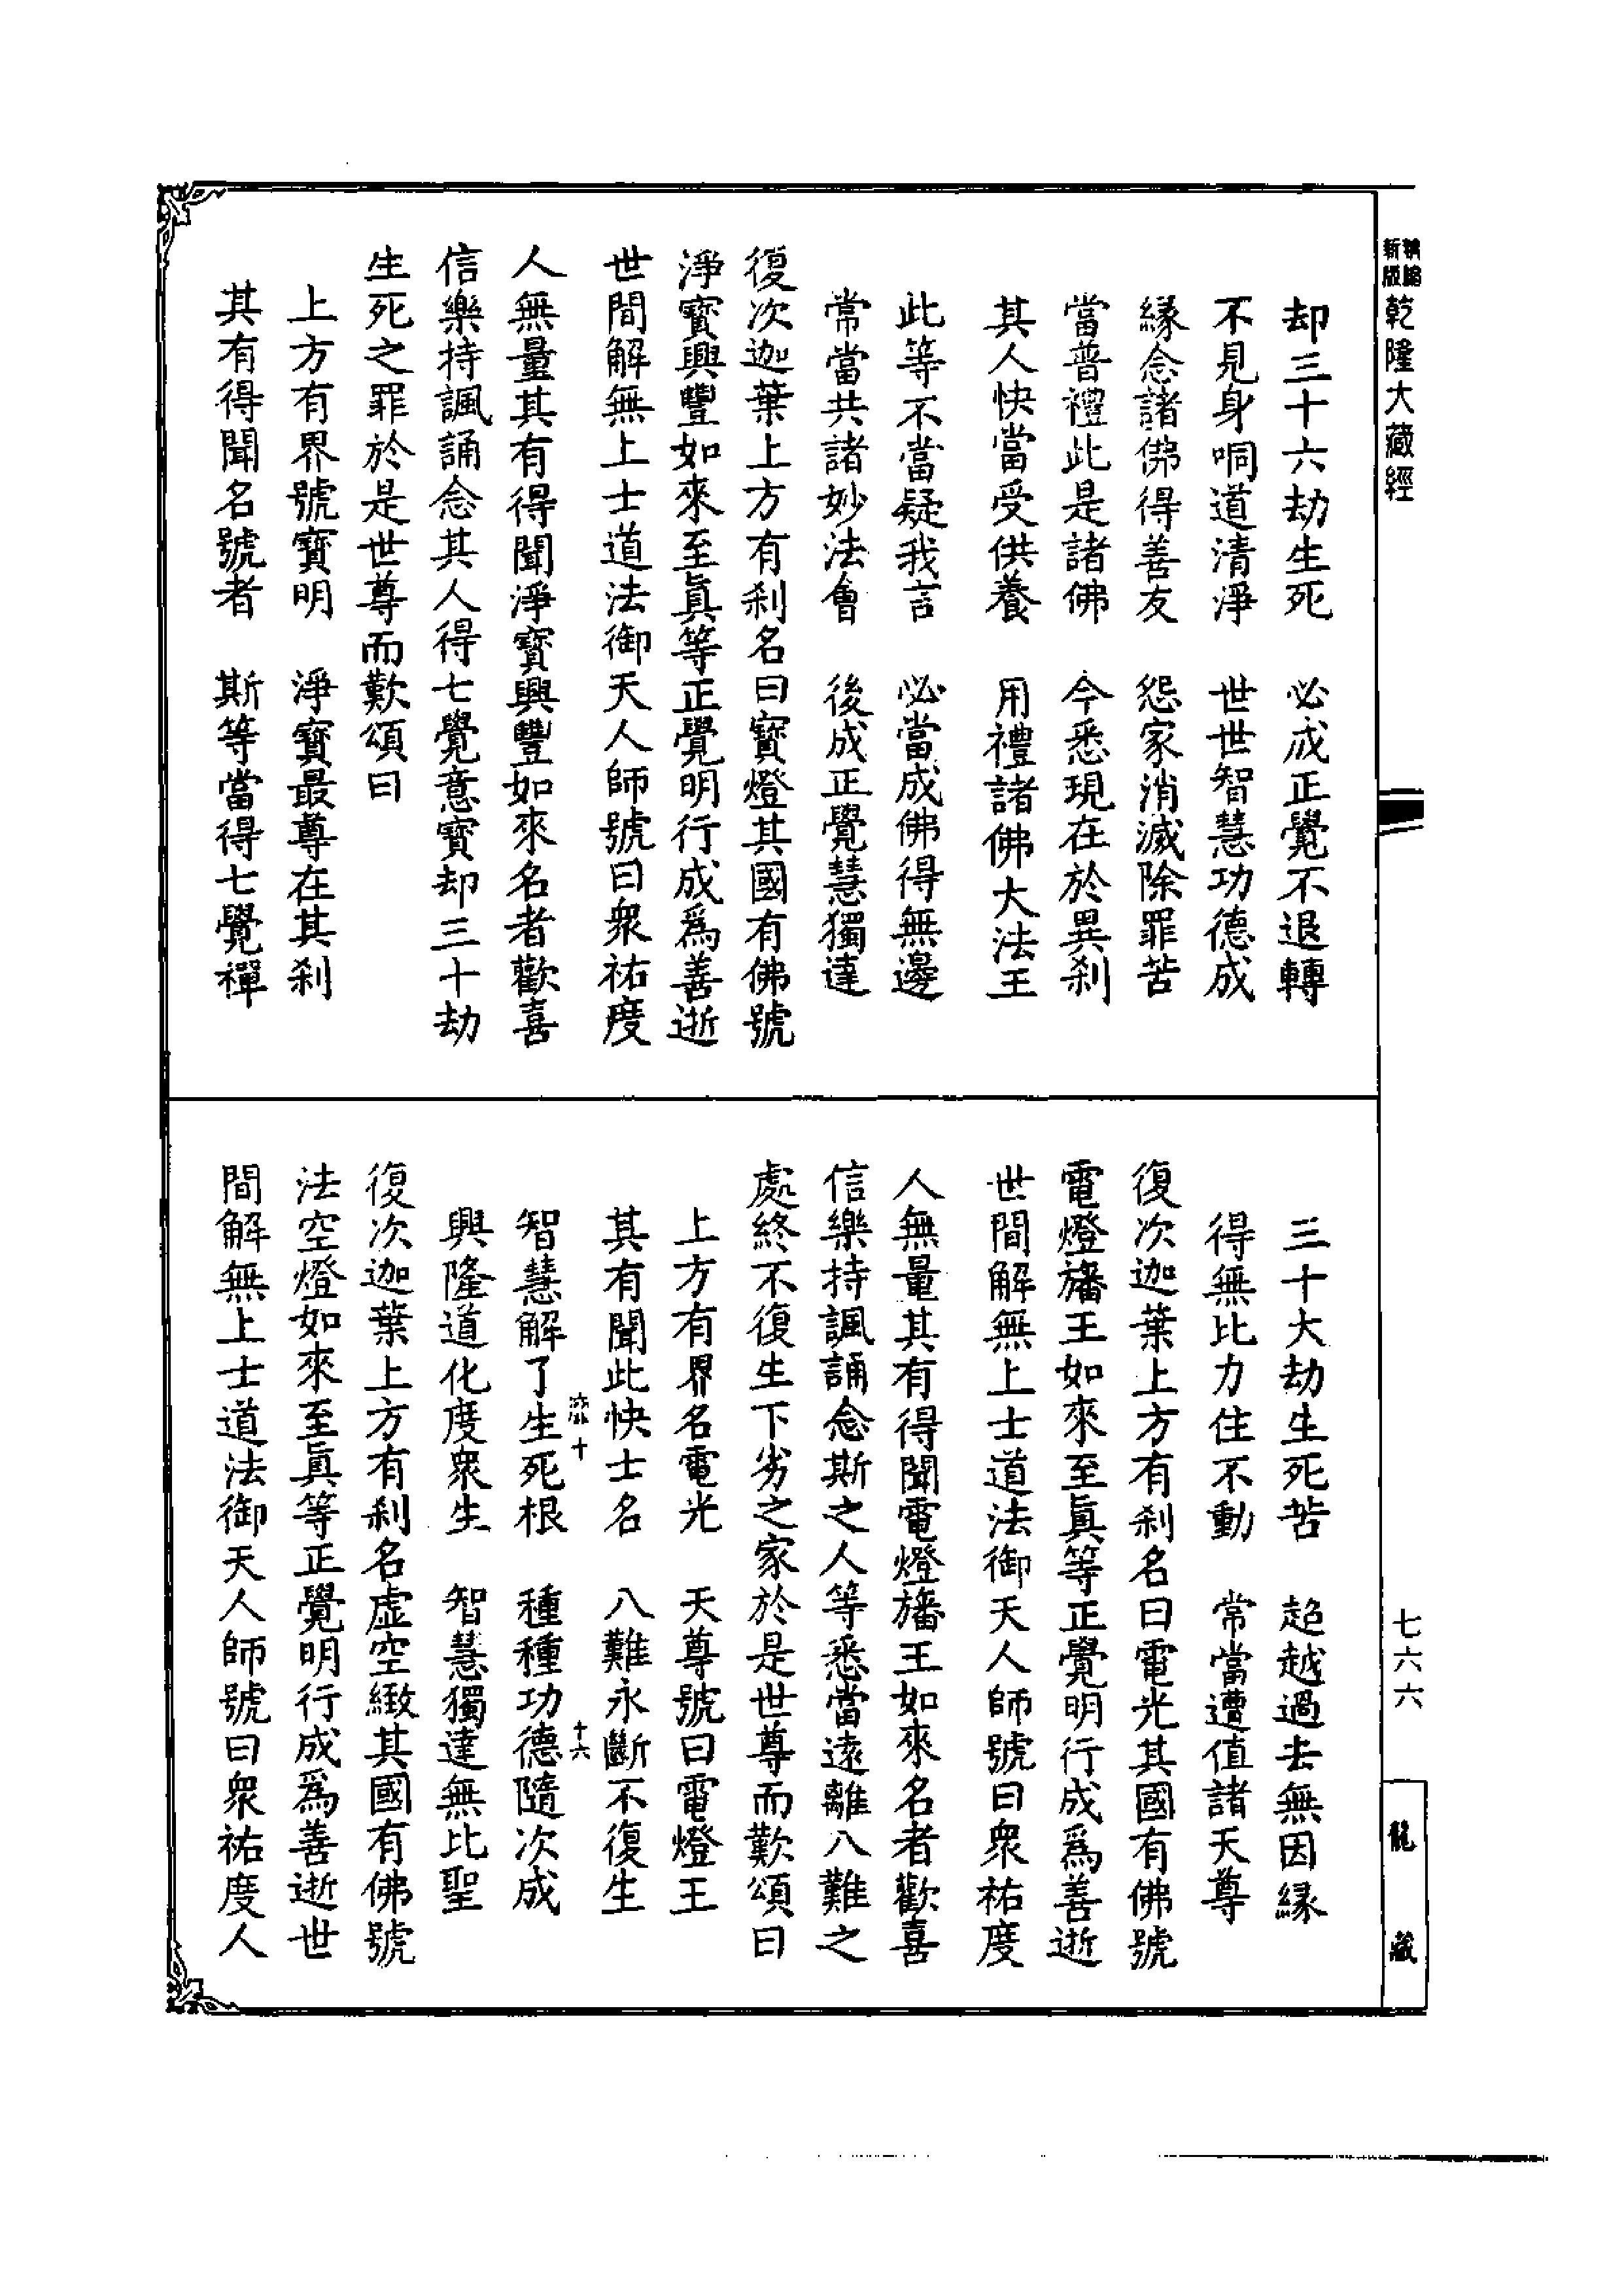 新版
乾隆大藏經
却三十六劫生死　必成正覺不退轉
不見身哃道清淨　世世智慧功德成
緣念諸佛得善友　怨家消滅除罪苦
當普禮此是諸佛　今悉現在於異刹
其人快當受供養　用禮諸佛大法王
此等不當疑我言　必當成佛得無邊
常當共諸妙法會　後成正覺慧獨達
復次迦葉上方有刹名曰寶燈其國有佛號
淨寶興豐如來至眞等正覺明行成爲善逝
世間解無上士道法御天人師號曰衆祐度
人無量其有得聞淨寶興豐如來名者歡喜
信樂持諷誦念其人得七覺意寶却三十劫
生死之罪於是世尊而歎頌曰
上方有界號寶明　淨寶最尊在其刹
其有得聞名號者　斯等當得七覺禪
三十大劫生死苦　超越過去無因緣
得無比力住不動　常當遭值諸天尊
復次迦葉上方有刹名曰電光其國有佛號
電燈旛王如來至眞等正覺明行成爲善逝
世間解無上士道法御天人師號曰衆祐度
人無量其有得聞電燈旛王如來名者歡喜
信樂持諷誦念斯之人等悉當遠離八難之
處終不復生下劣之家於是世尊而歎頌曰
上方有界名電光　天尊號曰電燈王
其有聞此快士名　八難永斷不復生
十
十六
智慧解了生死根　種種功德隨次成
興隆道化度衆生　智慧獨達無比聖
復次迦葉上方有刹名虛空緻其國有佛號
法空燈如來至眞等正覺明行成爲善逝世
間解無上士道法御天人師號曰衆祐度人
七六六
龍藏